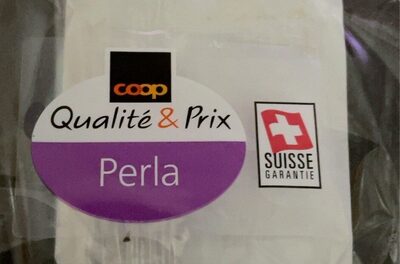 coop
Qualité & Prix
Perla
SUISSE
GARANTIE